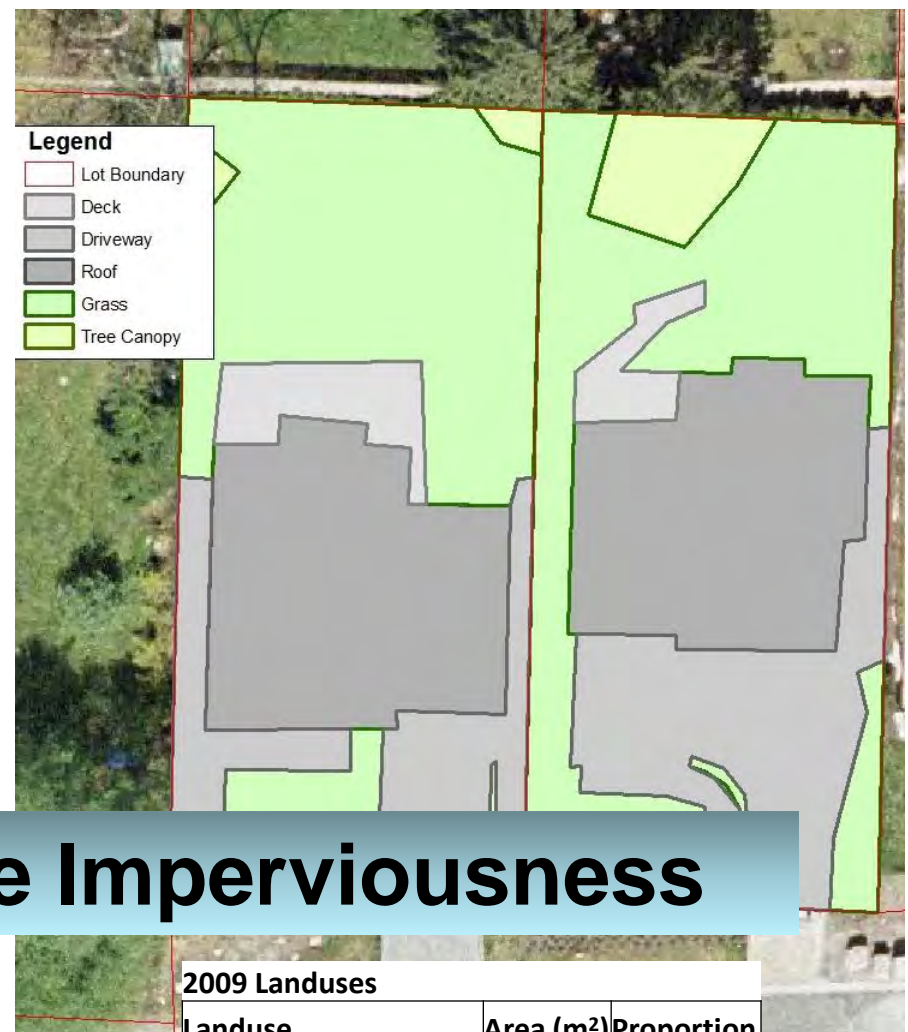 Legend
Lot Boundary
Deck
Driveway
Roof
Grass
Tree Canopy
Imperviousness
2009 Landuses
Landuse Area (m²) Proportion